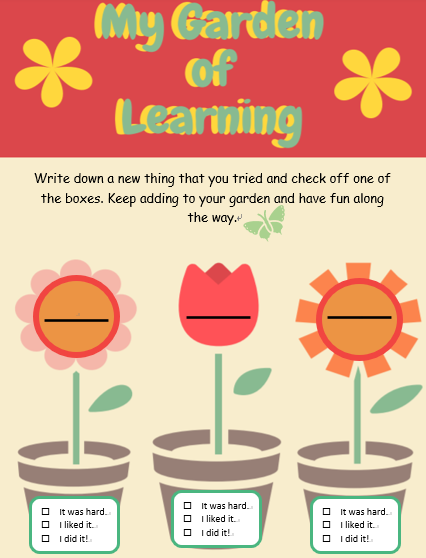 My Garden
of
Learning
Write down a new thing that you tried and check off one of
the boxes. Keep adding to your garden and have fun along
the way.
It was hard.
I liked it.
I did it!
It was hard.
I liked it.
I did it!
It was hard.
I liked it.
I did it!